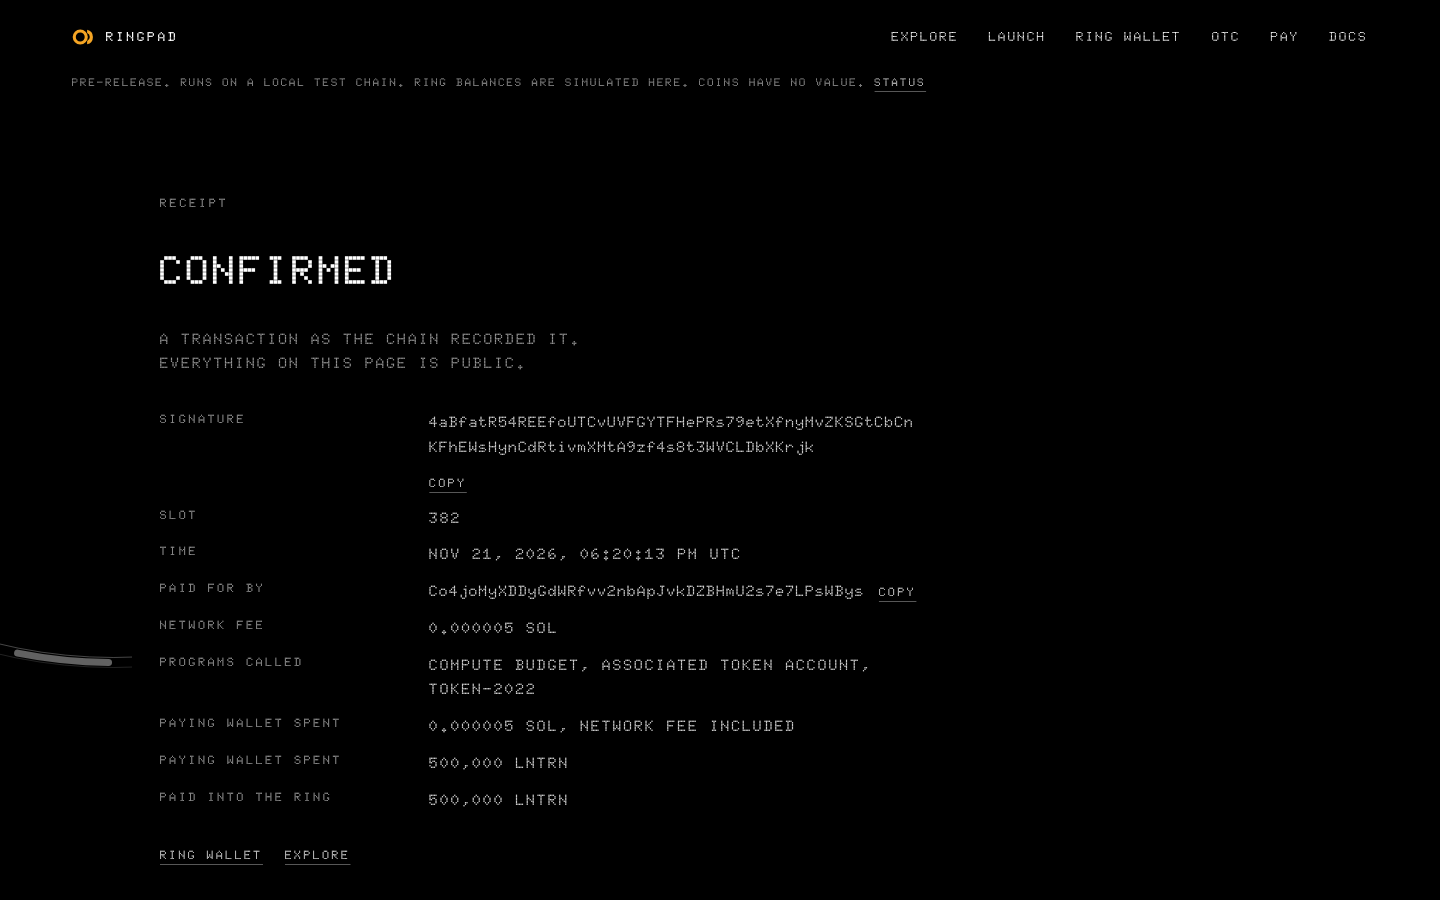 RINGPAD
EXPLORE LAUNCH RING WALLET OTC PAY DOCS
PRE-RELEASE. RUNS ON A LOCAL TEST CHAIN. RING BALANCES ARE SIMULATED HERE. COINS HAVE NO VALUE. STATUS
RECEIPT
CONFIRMED
A TRANSACTION AS THE CHAIN RECORDED IT.
EVERYTHING ON THIS PAGE IS PUBLIC.
SIGNATURE 4aBfatR54REEfoUTCvUVFGYTFHePRs79etXfnyMvZKSGtCbCn
KFhEWsHynCdRtivmXMtA9zf4s8t3WVCLDbXKrjk
COPY
SLOT 382
TIME NOV 21, 2026, 06:20:13 PM UTC
PAID FOR BY Co4joMyXDDyGdWRfvv2nbApJvkDZBHmU2s7e7LPsWBys COPY
NETWORK FEE 0.000005 SOL
PROGRAMS CALLED COMPUTE BUDGET, ASSOCIATED TOKEN ACCOUNT,
TOKEN-2022
PAYING WALLET SPENT 0.000005 SOL, NETWORK FEE INCLUDED
PAYING WALLET SPENT 500,000 LNTRN
PAID INTO THE RING 500,000 LNTRN
RING WALLET EXPLORE